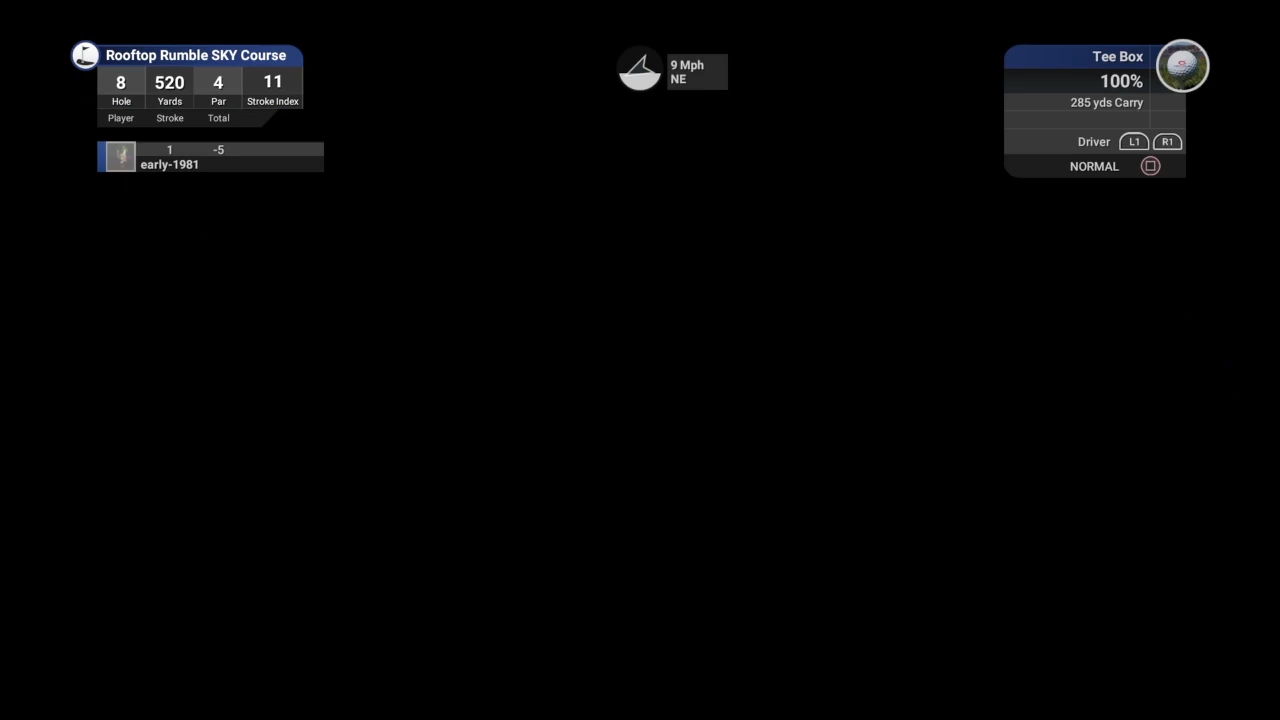 Rooftop Rumble SKY Course
8 520 4 11
Hole Yards Par Stroke Index
Player Stroke Total
1 -5
early-1981
9 Mph
NE
Tee Box
100%
285 yds Carry
Driver L1 R1
NORMAL